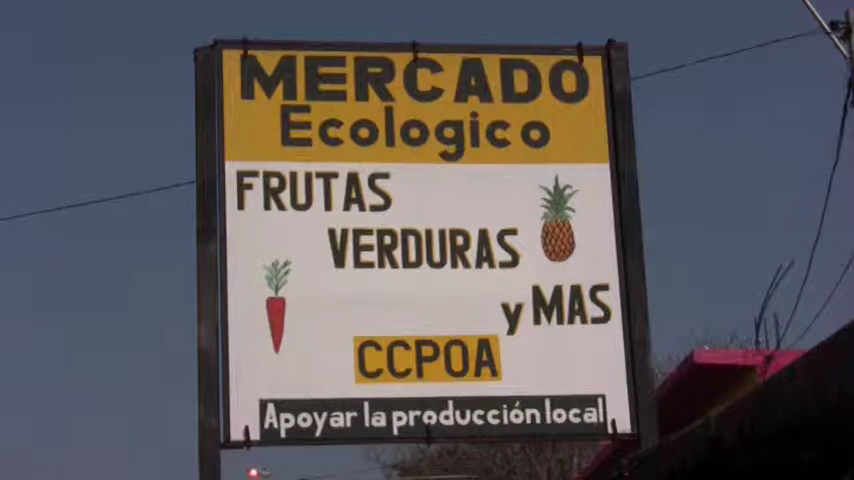 MERCADO
Ecologico
FRUTAS
VERDURAS
y MAS
CCPOA
Apoyar la producción local